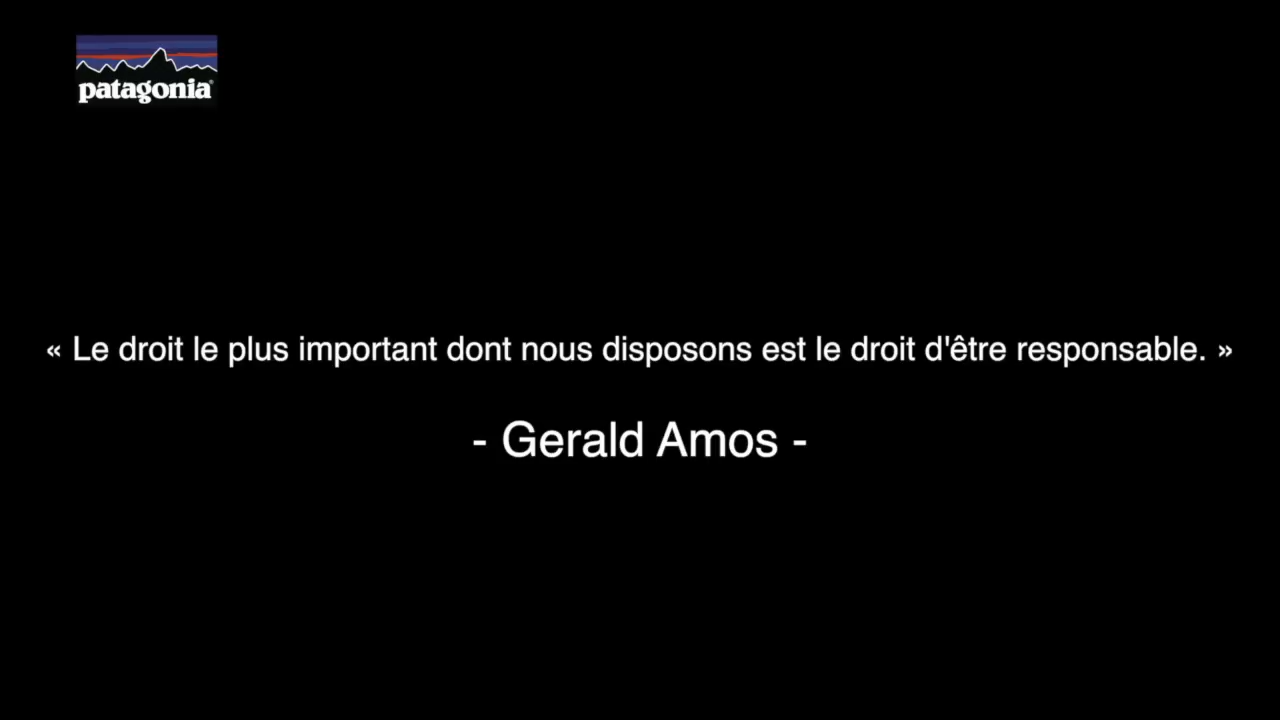 patagonia®
« Le droit le plus important dont nous disposons est le droit d'être responsable. »
- Gerald Amos -